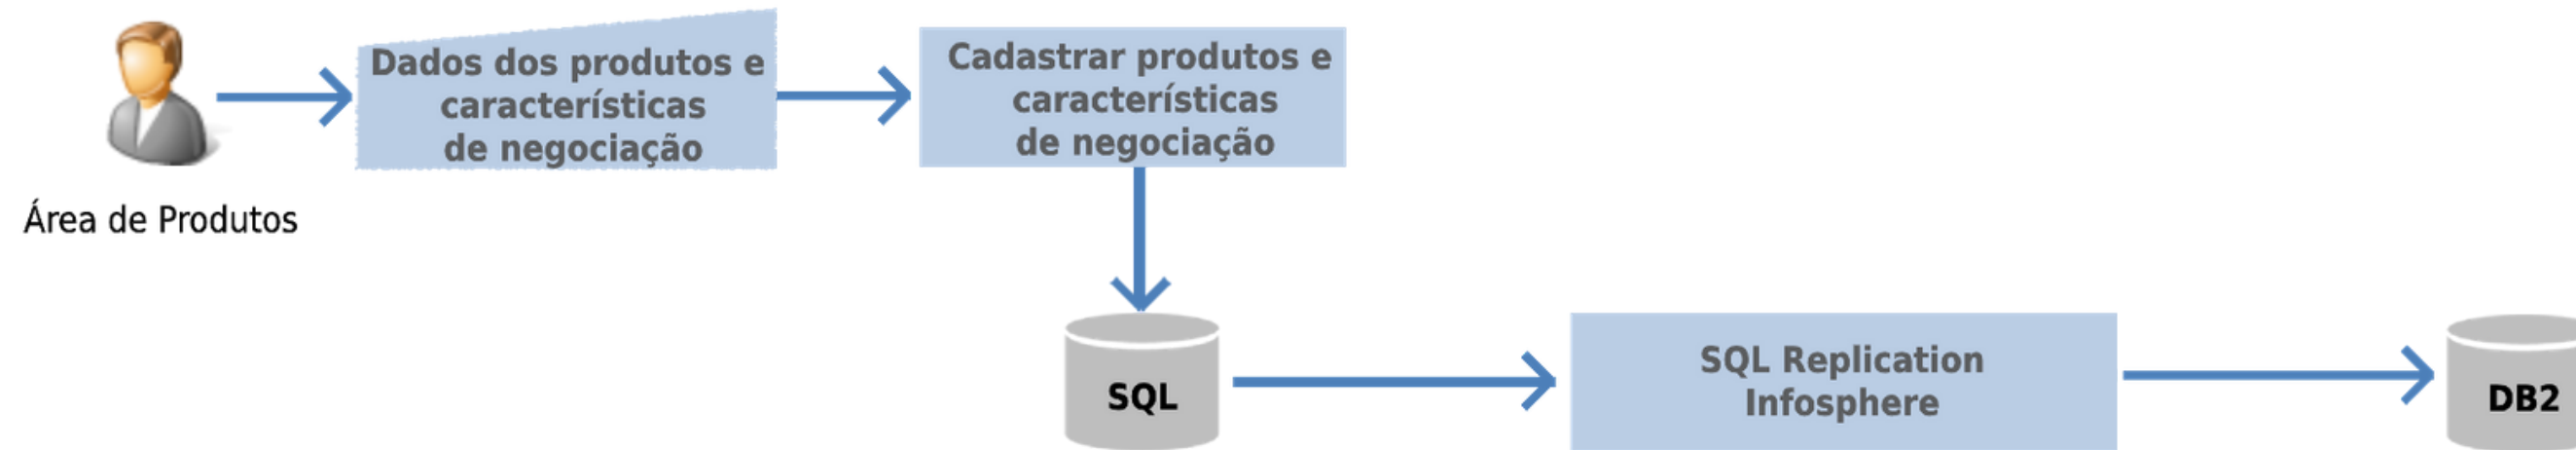 Dados dos produtos e
características
de negociação
Cadastrar produtos e
características
de negociação
Área de Produtos
SQL
SQL Replication
Infosphere
DB2